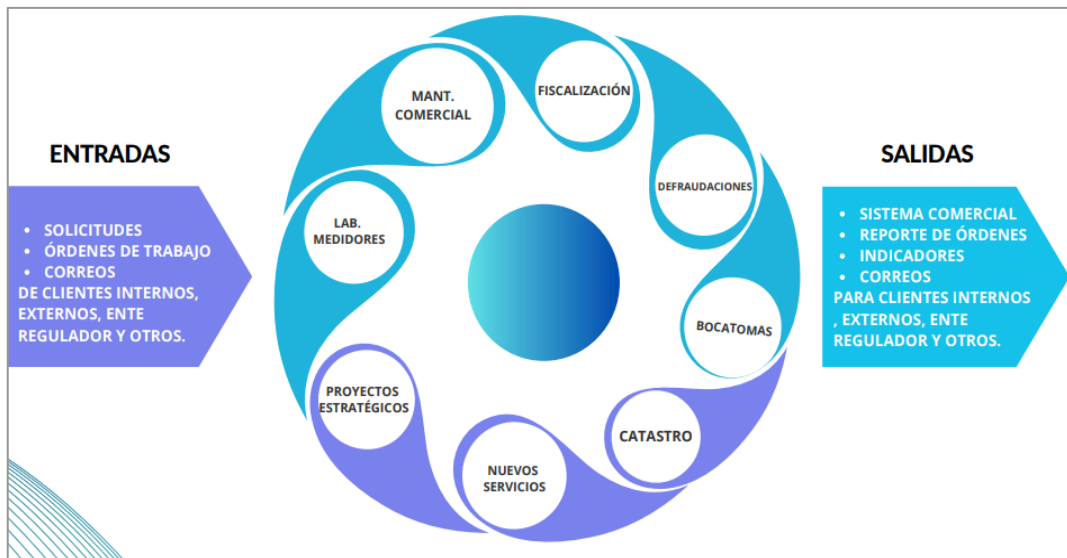 ENTRADAS
• SOLICITUDES
• ÓRDENES DE TRABAJO
• CORREOS
DE CLIENTES INTERNOS,
EXTERNOS, ENTE
REGULADOR Y OTROS.
MANT.
COMERCIAL
FISCALIZACIÓN
DEFRAUDACIONES
BOCATOMAS
CATASTRO
NUEVOS
SERVICIOS
PROYECTOS
ESTRATÉGICOS
LAB.
MEDIDORES
SALIDAS
• SISTEMA COMERCIAL
• REPORTE DE ÓRDENES
• INDICADORES
• CORREOS
PARA CLIENTES INTERNOS
, EXTERNOS, ENTE
REGULADOR Y OTROS.